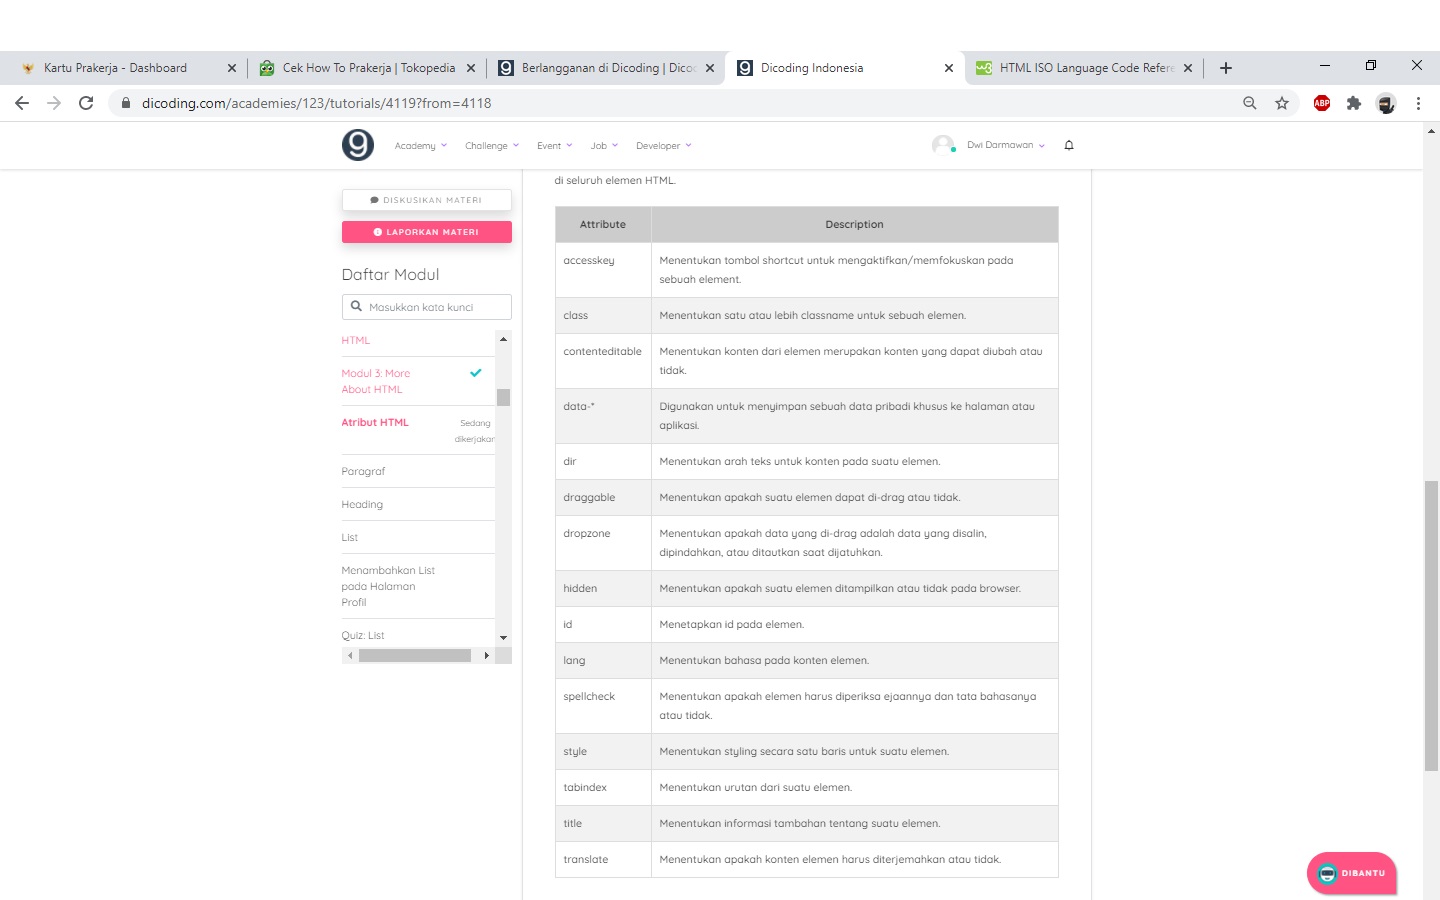 Kartu Prakerja - Dashboard
Cek How To Prakerja | Tokopedia
Berlangganan di Dicoding | Dicod
Dicoding Indonesia
HTML ISO Language Code Refere
dicoding.com/academies/123/tutorials/4119?from=4118
ABP
Academy
Challenge
Event
Job
Developer
Dwi Darmawan
DISKUSIKAN MATERI
LAPORKAN MATERI
Daftar Modul
Masukkan kata kunci
HTML
Modul 3: More
About HTML
Atribut HTML
Sedang
dikerjakan
Paragraf
Heading
List
Menambahkan List
pada Halaman
Profil
Quiz: List
di seluruh elemen HTML.
Attribute
Description
accesskey
Menentukan tombol shortcut untuk mengaktifkan/memfokuskan pada
sebuah element.
class
Menentukan satu atau lebih classname untuk sebuah elemen.
contenteditable
Menentukan konten dari elemen merupakan konten yang dapat diubah atau
tidak.
data-*
Digunakan untuk menyimpan sebuah data pribadi khusus ke halaman atau
aplikasi.
dir
Menentukan arah teks untuk konten pada suatu elemen.
draggable
Menentukan apakah suatu elemen dapat di-drag atau tidak.
dropzone
Menentukan apakah data yang di-drag adalah data yang disalin,
dipindahkan, atau ditautkan saat dijatuhkan.
hidden
Menentukan apakah suatu elemen ditampilkan atau tidak pada browser.
id
Menetapkan id pada elemen.
lang
Menentukan bahasa pada konten elemen.
spellcheck
Menentukan apakah elemen harus diperiksa ejaannya dan tata bahasanya
atau tidak.
style
Menentukan styling secara satu baris untuk suatu elemen.
tabindex
Menentukan urutan dari suatu elemen.
title
Menentukan informasi tambahan tentang suatu elemen.
translate
Menentukan apakah konten elemen harus diterjemahkan atau tidak.
DIBANTU